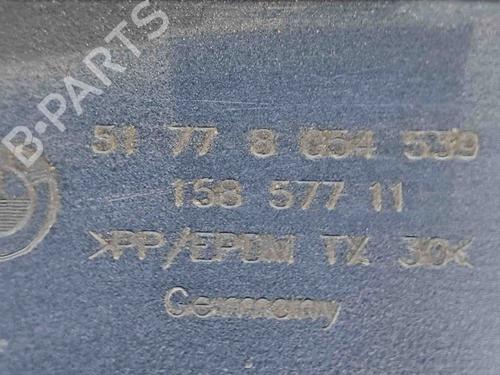 B-PARTS
51 77 8 054 539
158 577 11
>PP/EPDM TX 30<
Germany